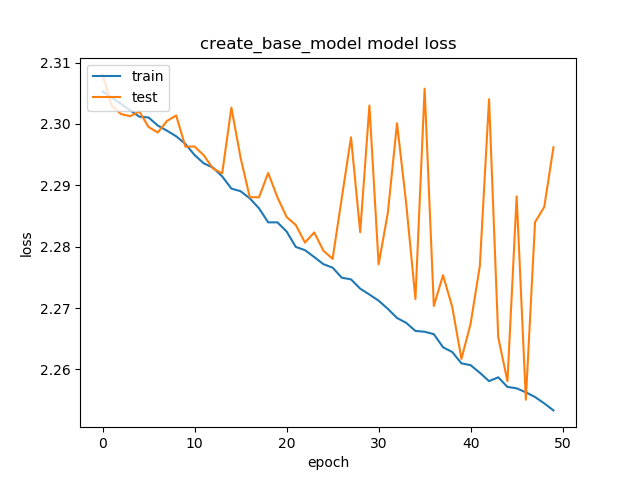 create_base_model model loss
train
test
loss
2.31
2.30
2.29
2.28
2.27
2.26
0 10 20 30 40 50
epoch